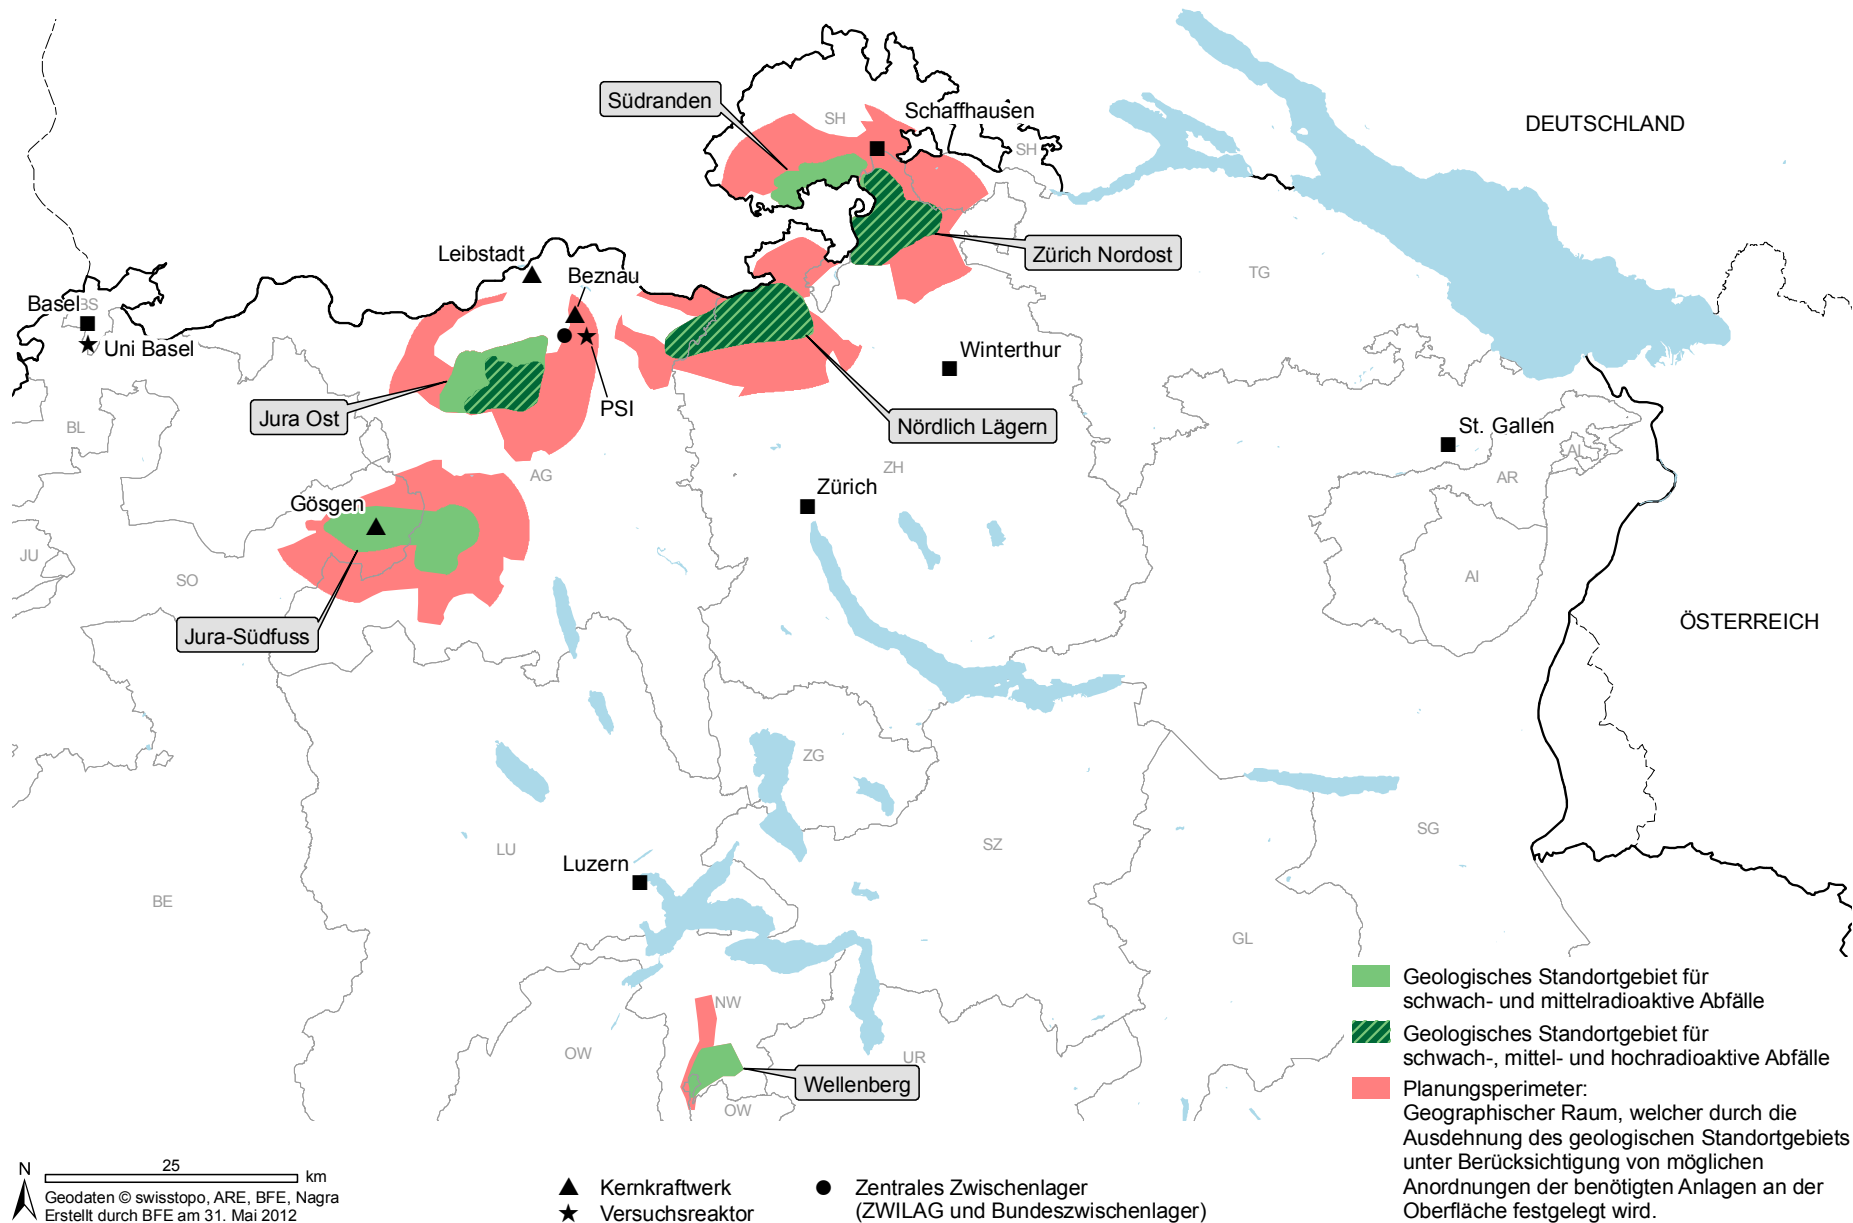 Südranden
SH
Schaffhausen
SH
DEUTSCHLAND
Leibstadt
Beznau
Zürich Nordost
TG
Basel
BS
Uni Basel
Winterthur
PSI
Jura Ost
Nördlich Lägern
BL
St. Gallen
AI
AR
AG
ZH
Zürich
Gösgen
JU
SO
AI
Jura-Südfuss
ÖSTERREICH
ZG
LU
SZ
SG
Luzern
BE
GL
NW
OW
UR
Wellenberg
OW
Geologisches Standortgebiet für
schwach- und mittelradioaktive Abfälle
Geologisches Standortgebiet für
schwach-, mittel- und hochradioaktive Abfälle
Planungsperimeter:
Geographischer Raum, welcher durch die
Ausdehnung des geologischen Standortgebiets
unter Berücksichtigung von möglichen
Anordnungen der benötigten Anlagen an der
Oberfläche festgelegt wird.
N
25
km
Geodaten © swisstopo, ARE, BFE, Nagra
Erstellt durch BFE am 31. Mai 2012
Kernkraftwerk
Versuchsreaktor
Zentrales Zwischenlager
(ZWILAG und Bundeszwischenlager)